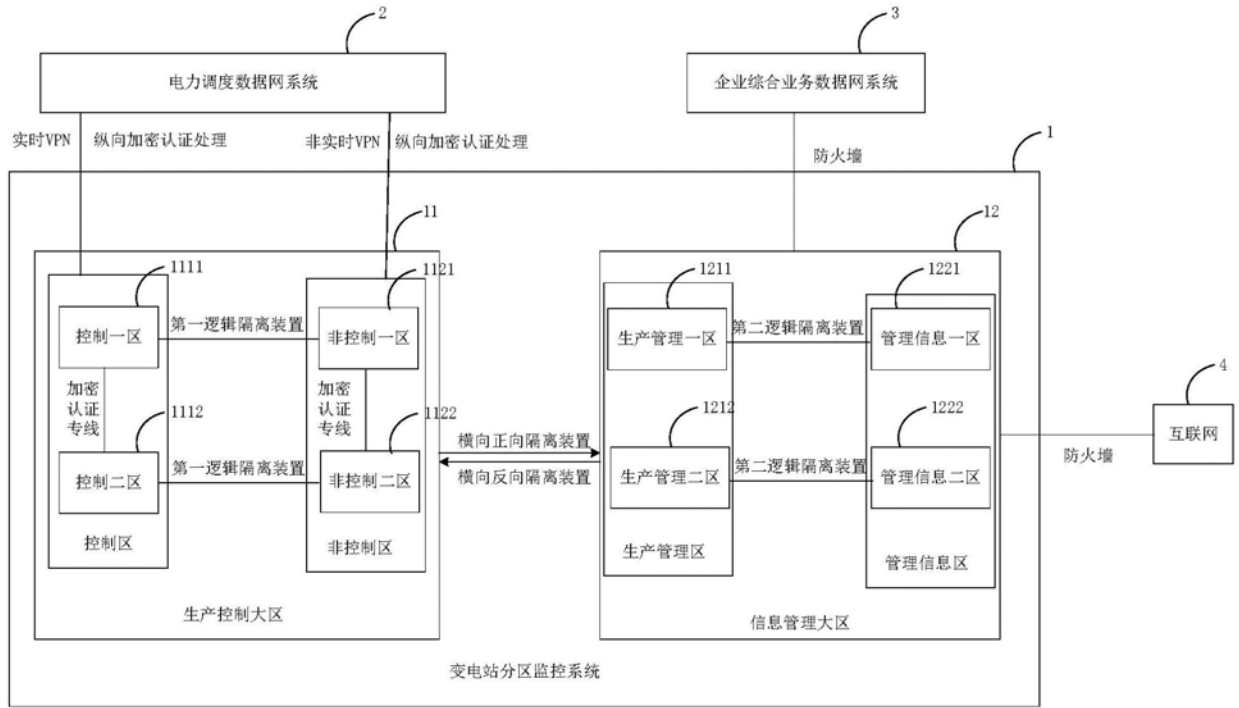 2
3
电力调度数据网系统
企业综合业务数据网系统
实时VPN
纵向加密认证处理
非实时VPN
纵向加密认证处理
防火墙
1
11
12
1111
1121
1211
1221
控制一区
第一逻辑隔离装置
非控制一区
生产管理一区
第二逻辑隔离装置
管理信息一区
加密
认证
专线
加密
认证
专线
4
1112
1122
1212
1222
横向正向隔离装置
互联网
防火墙
控制二区
第一逻辑隔离装置
非控制二区
横向反向隔离装置
生产管理二区
第二逻辑隔离装置
管理信息二区
控制区
非控制区
生产管理区
管理信息区
生产控制大区
信息管理大区
变电站分区监控系统